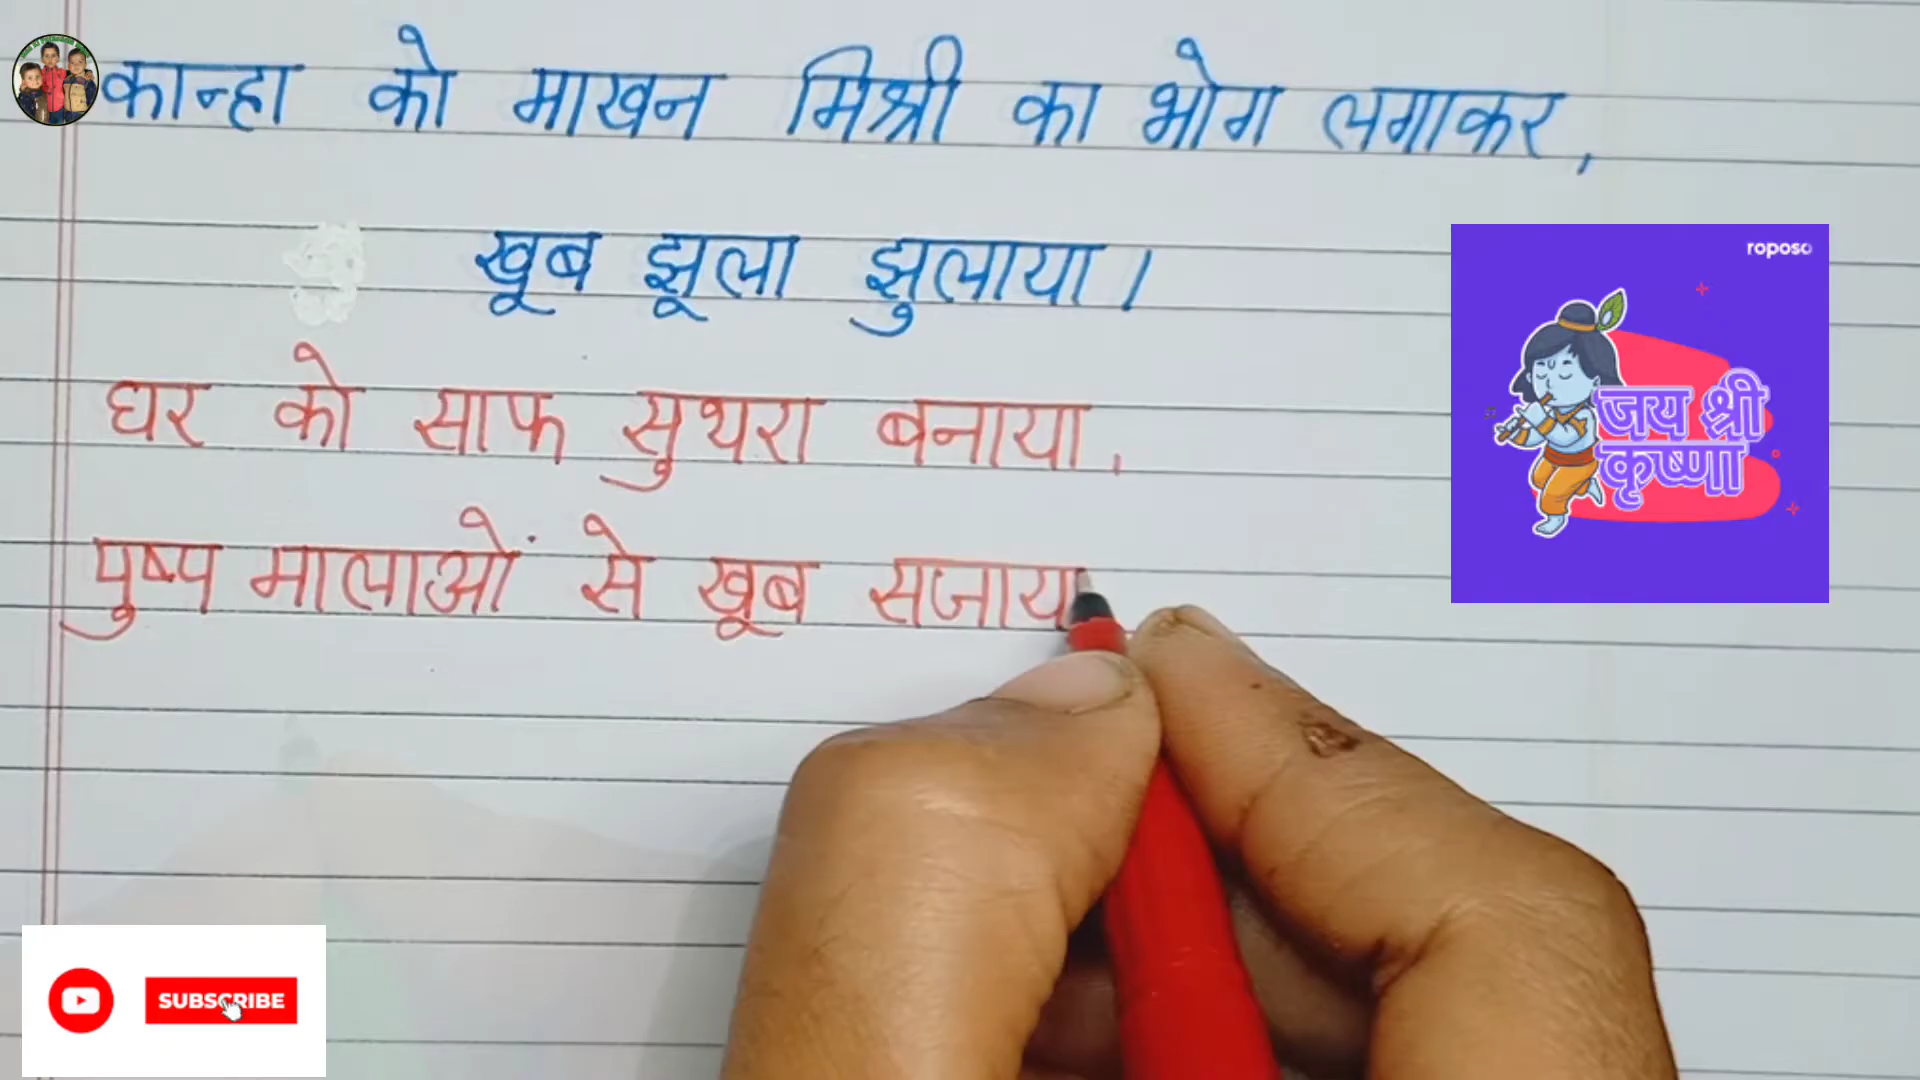 कान्हा को माखन मिश्री का भोग लगाकर,
खूब झूला झुलाया।
घर को साफ सुथरा बनाया,
पुष्प मालाओं से खूब सजाय
roposo
जय श्री
कृष्णा
SUBSCRIBE